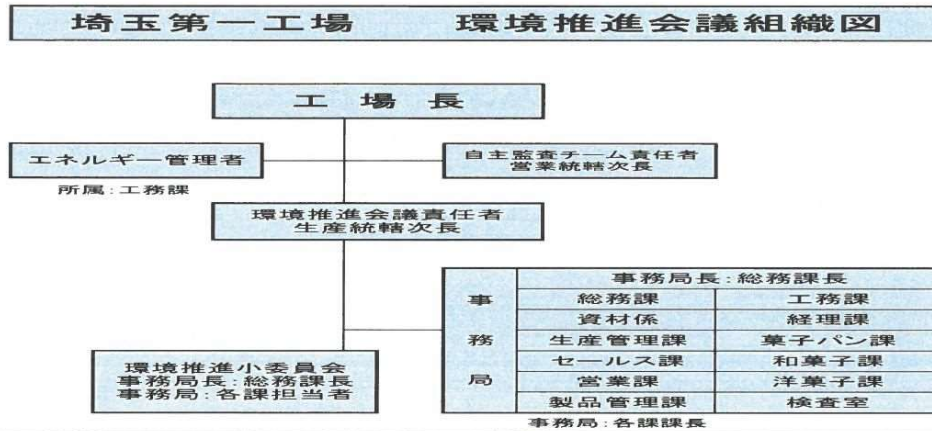 埼玉第一工場　環境推進会議組織図
工場長
エネルギー管理者
所属:工務課
自主監査チーム責任者
営業統轄次長
環境推進会議責任者
生産統轄次長
事務局
事務局長:総務課長
総務課　工務課
資材係　経理課
生産管理課　菓子パン課
セールス課　和菓子課
営業課　洋菓子課
製品管理課　検査室
事務局:各課課長
環境推進小委員会
事務局長:総務課長
事務局:各課担当者